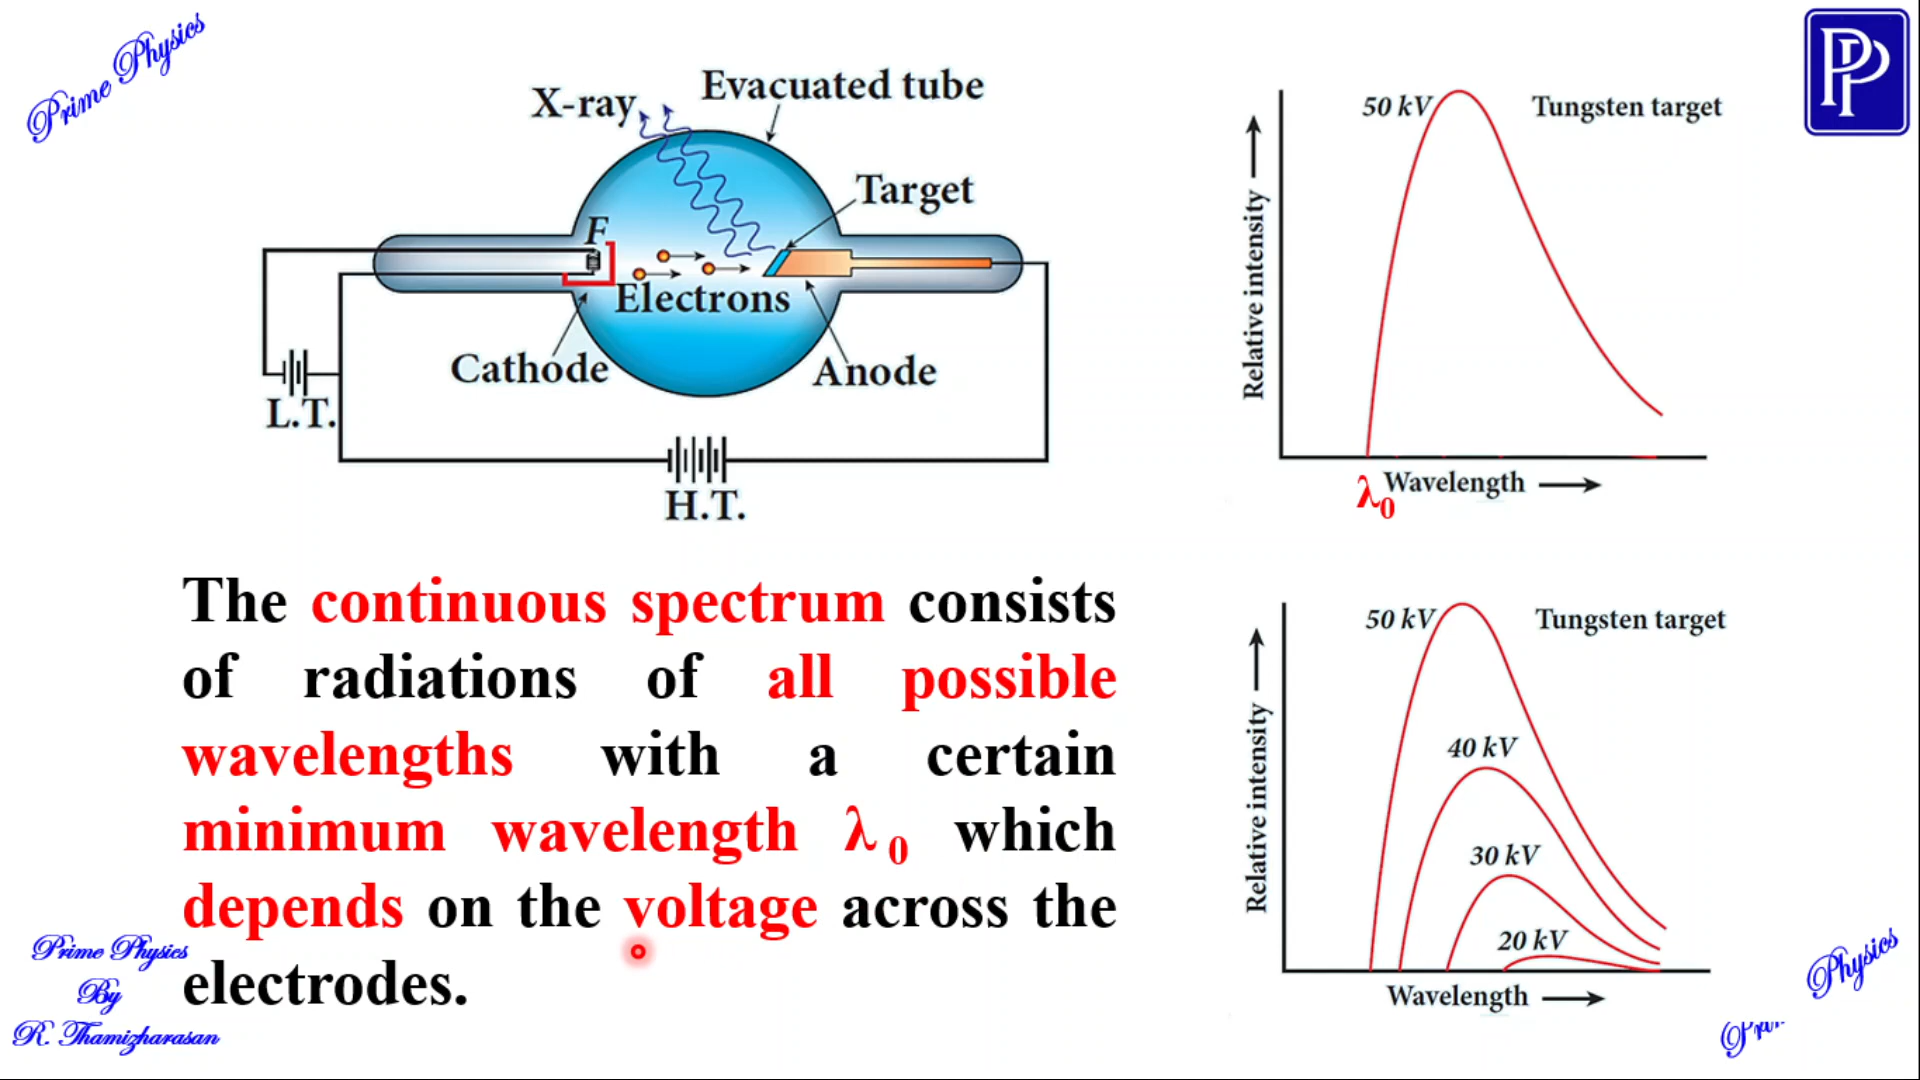 Prime Physics
PP
X-ray
Evacuated tube
Target
F
Electrons
Cathode
Anode
L.T.
H.T.
50 kV
Tungsten target
Relative intensity
λ0
Wavelength
The continuous spectrum consists
of radiations of all possible
wavelengths with a certain
minimum wavelength λ 0 which
depends on the voltage across the
electrodes.
50 kV
Tungsten target
40 kV
30 kV
20 kV
Relative intensity
Wavelength
Prime Physics
By
R. Thamizharasan
Physics